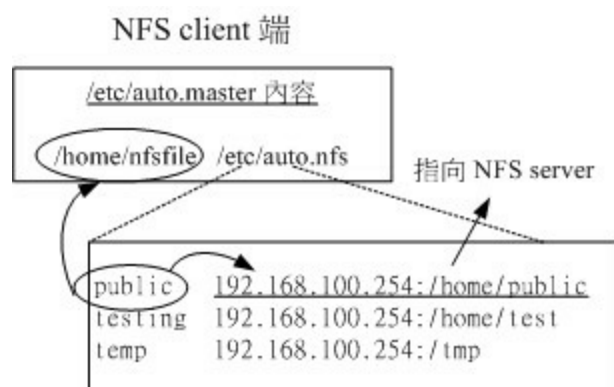 NFS client 端
/etc/auto.master 內容
/home/nfsfile /etc/auto.nfs
指向 NFS server
public 192.168.100.254:/home/public
testing 192.168.100.254:/home/test
temp 192.168.100.254:/tmp